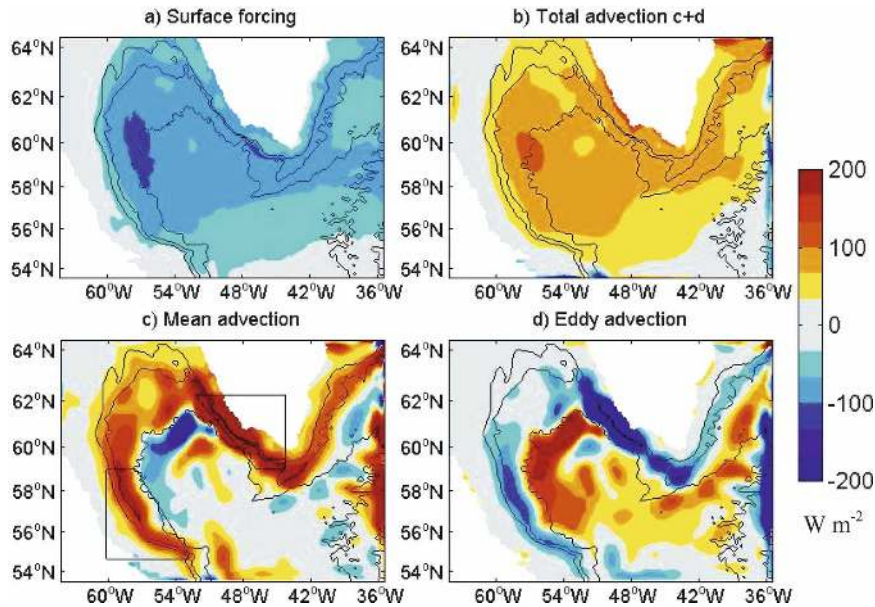 a) Surface forcing
b) Total advection c+d
64°N
62°N
60°N
58°N
56°N
54°N
60°W 54°W 48°W 42°W 36°W
64°N
62°N
60°N
58°N
56°N
54°N
60°W 54°W 48°W 42°W 36°W
c) Mean advection
d) Eddy advection
64°N
62°N
60°N
58°N
56°N
54°N
60°W 54°W 48°W 42°W 36°W
64°N
62°N
60°N
58°N
56°N
54°N
60°W 54°W 48°W 42°W 36°W
200
100
0
-100
-200
W m⁻²